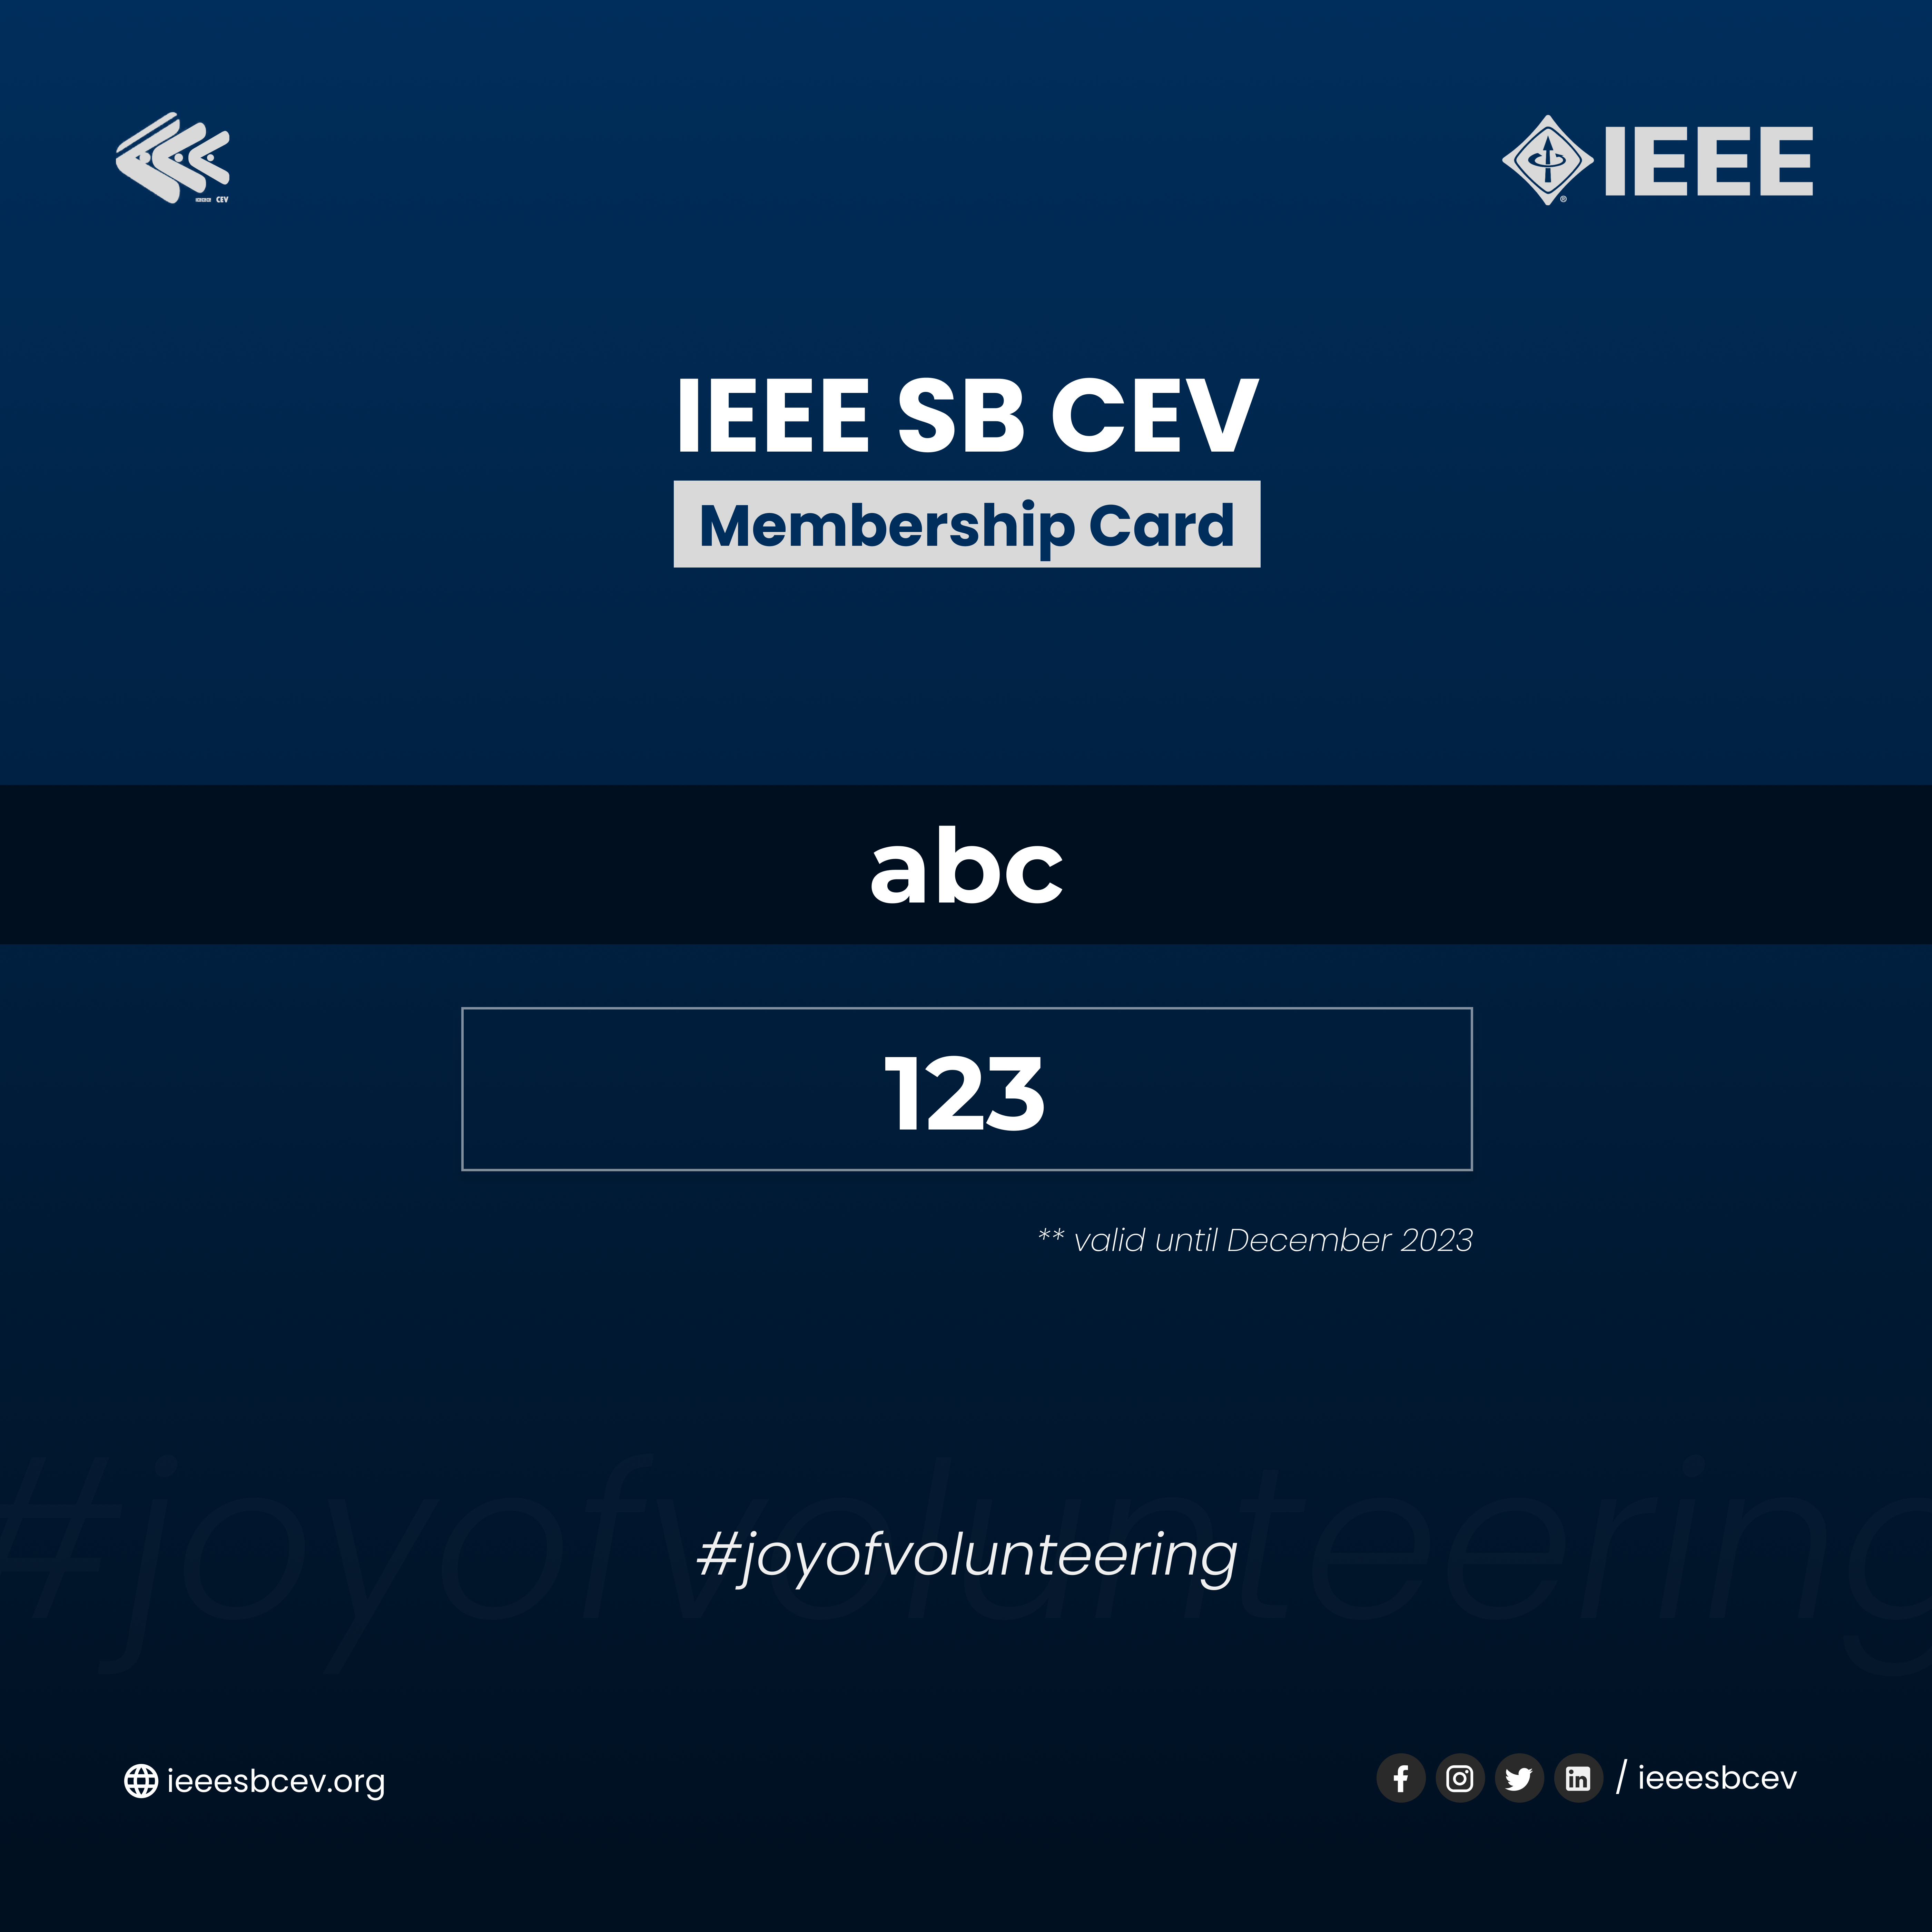 CEV
IEEE
IEEE SB CEV
Membership Card
abc
123
** valid until December 2023
#joyofvolunteering
#joyofvolunteering
ieeesbcev.org
/ ieeesbcev